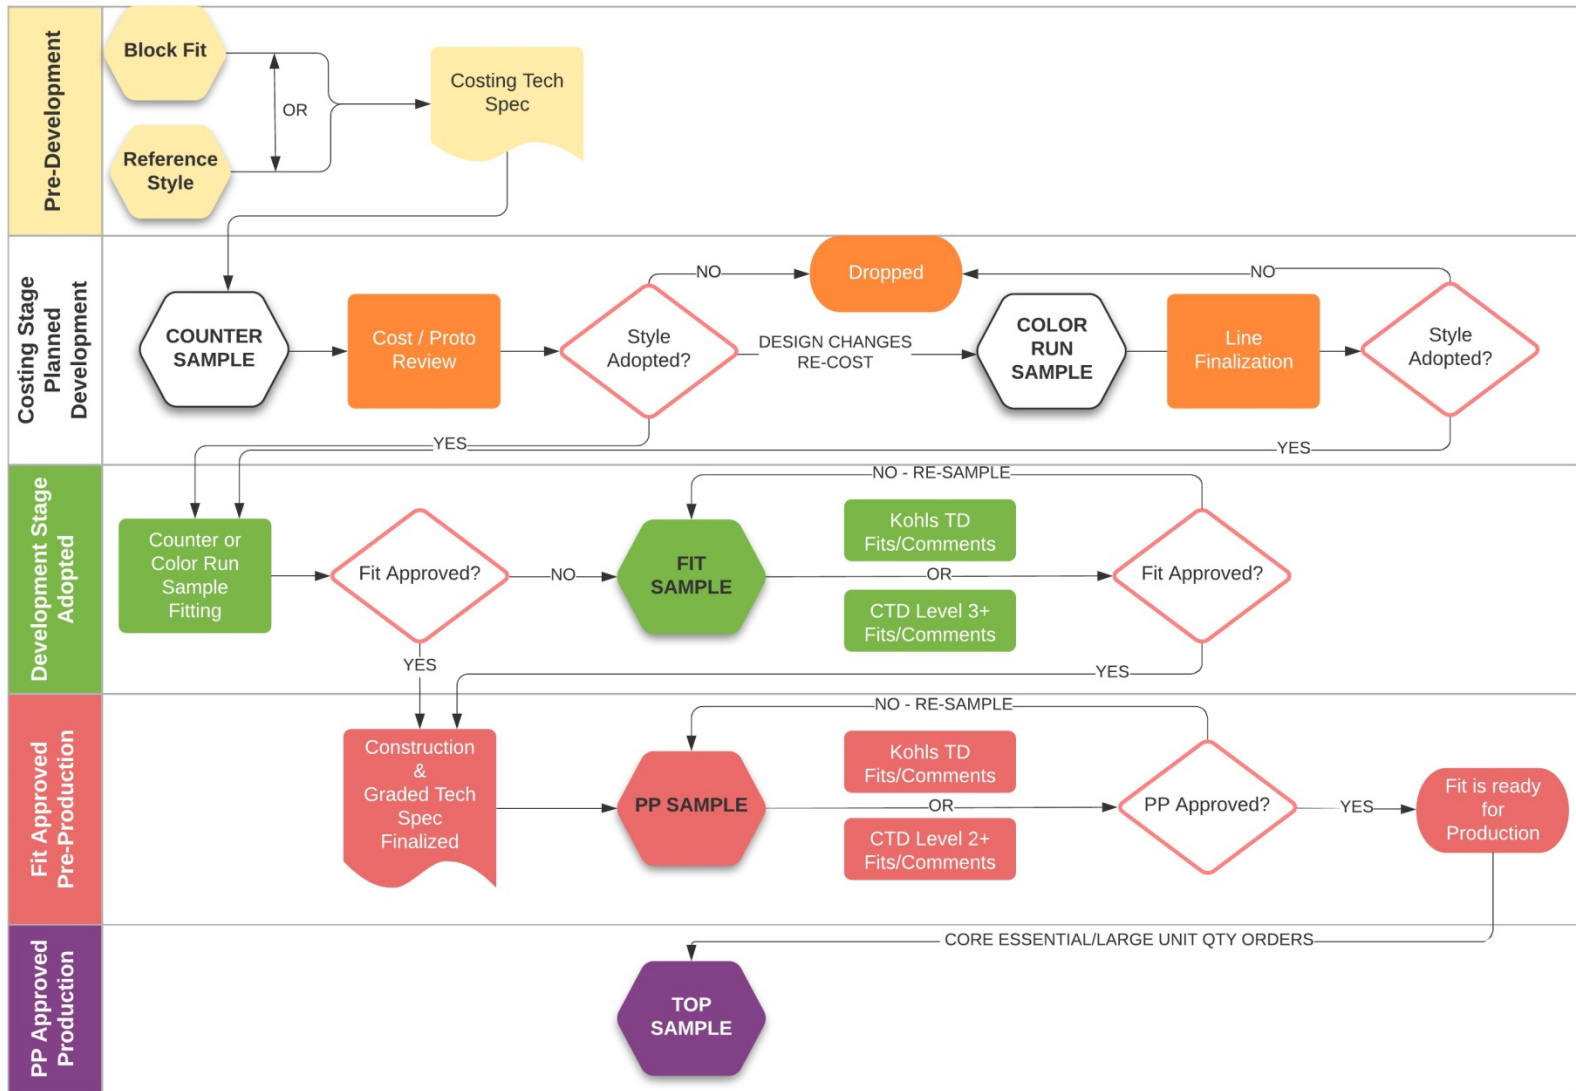 Pre-Development
Block Fit
OR
Reference
Style
Costing Tech
Spec
Costing Stage
Planned
Development
COUNTER
SAMPLE
Cost / Proto
Review
Style
Adopted?
NO
Dropped
NO
DESIGN CHANGES
RE-COST
COLOR
RUN
SAMPLE
Line
Finalization
Style
Adopted?
YES
YES
Development Stage
Adopted
Counter or
Color Run
Sample
Fitting
Fit Approved?
NO
YES
FIT
SAMPLE
NO - RE-SAMPLE
Kohls TD
Fits/Comments
OR
CTD Level 3+
Fits/Comments
Fit Approved?
YES
Fit Approved
Pre-Production
Construction
&
Graded Tech
Spec
Finalized
PP SAMPLE
NO - RE-SAMPLE
Kohls TD
Fits/Comments
OR
CTD Level 2+
Fits/Comments
PP Approved?
YES
Fit is ready
for
Production
PP Approved
Production
CORE ESSENTIAL/LARGE UNIT QTY ORDERS
TOP
SAMPLE